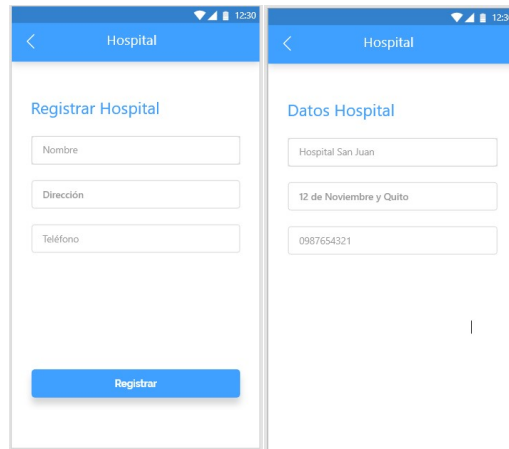 12:30
Hospital
Registrar Hospital
Nombre
Dirección
Teléfono
Registrar
12:30
Hospital
Datos Hospital
Hospital San Juan
12 de Noviembre y Quito
0987654321